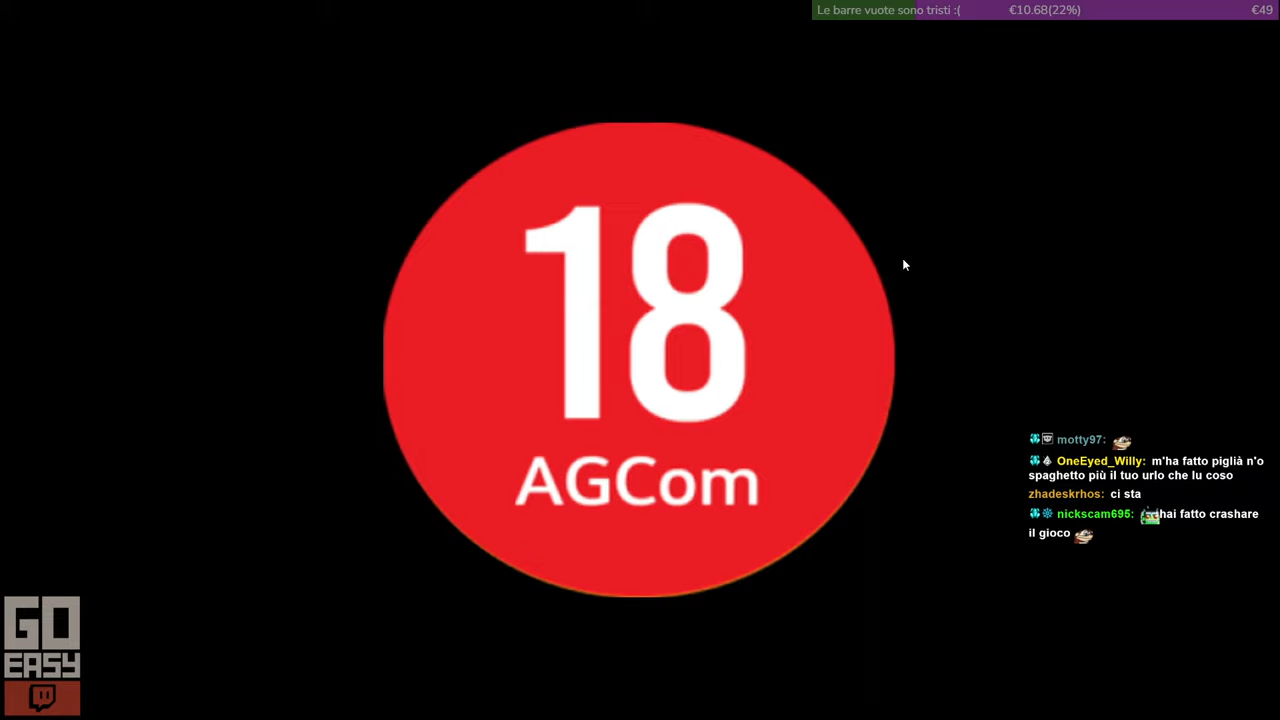 Le barre vuote sono tristi :( €10.68(22%) €49
18
AGCom
motty97:
OneEyed_Willy: m'ha fatto piglià n'o
spaghetto più il tuo urlo che lu coso
zhadeskrhos: ci sta
nickscam695: hai fatto crashare
il gioco
GO
EASY